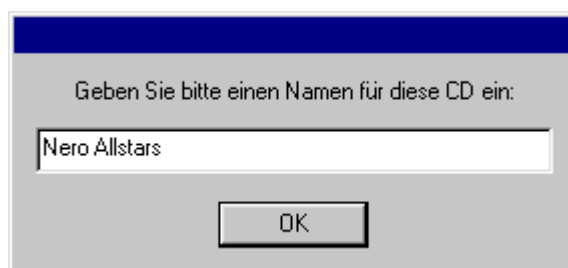 Geben Sie bitte einen Namen für diese CD ein:
Nero Allstars
OK